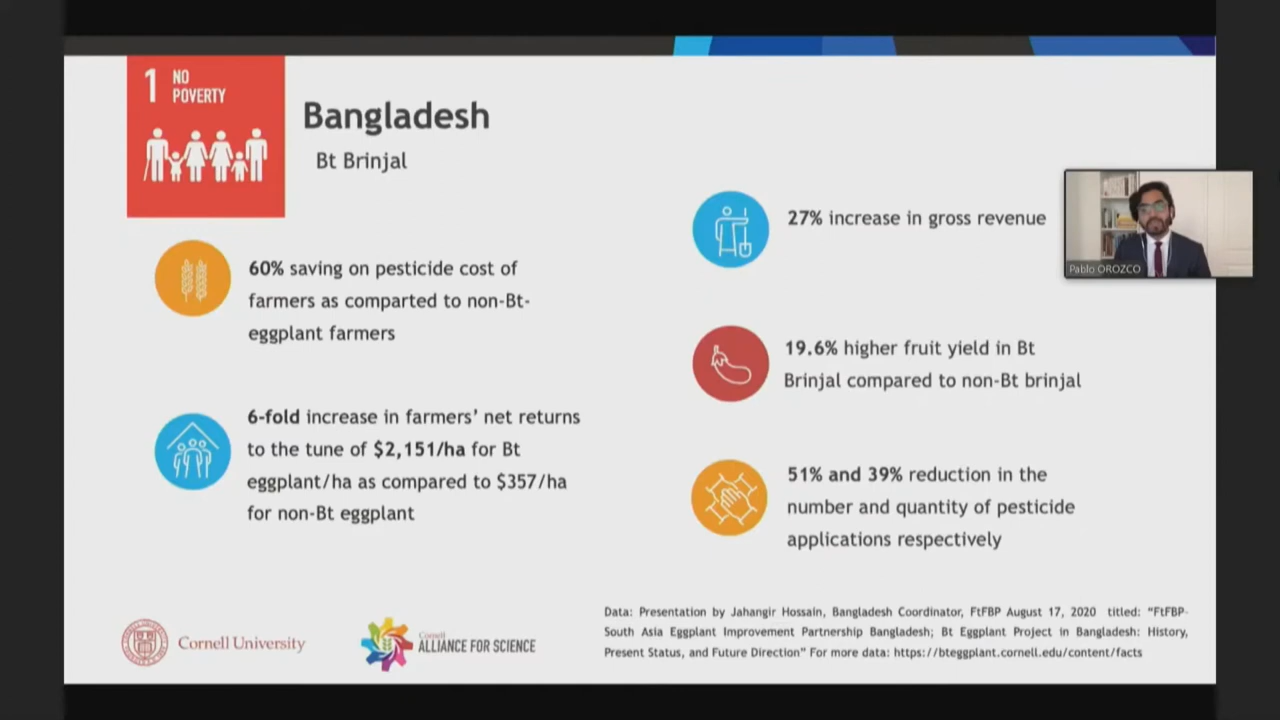 1 NO
POVERTY
Bangladesh
Bt Brinjal
60% saving on pesticide cost of
farmers as comparted to non-Bt-
eggplant farmers
6-fold increase in farmers’ net returns
to the tune of $2,151/ha for Bt
eggplant/ha as compared to $357/ha
for non-Bt eggplant
27% increase in gross revenue
19.6% higher fruit yield in Bt
Brinjal compared to non-Bt brinjal
51% and 39% reduction in the
number and quantity of pesticide
applications respectively
Pablo OROZCO
Cornell University
Cornell
ALLIANCE FOR SCIENCE
Data: Presentation by Jahangir Hossain, Bangladesh Coordinator, FtFBP August 17, 2020 titled: “FtFBP-
South Asia Eggplant Improvement Partnership Bangladesh; Bt Eggplant Project in Bangladesh: History,
Present Status, and Future Direction” For more data: https://bteggplant.cornell.edu/content/facts